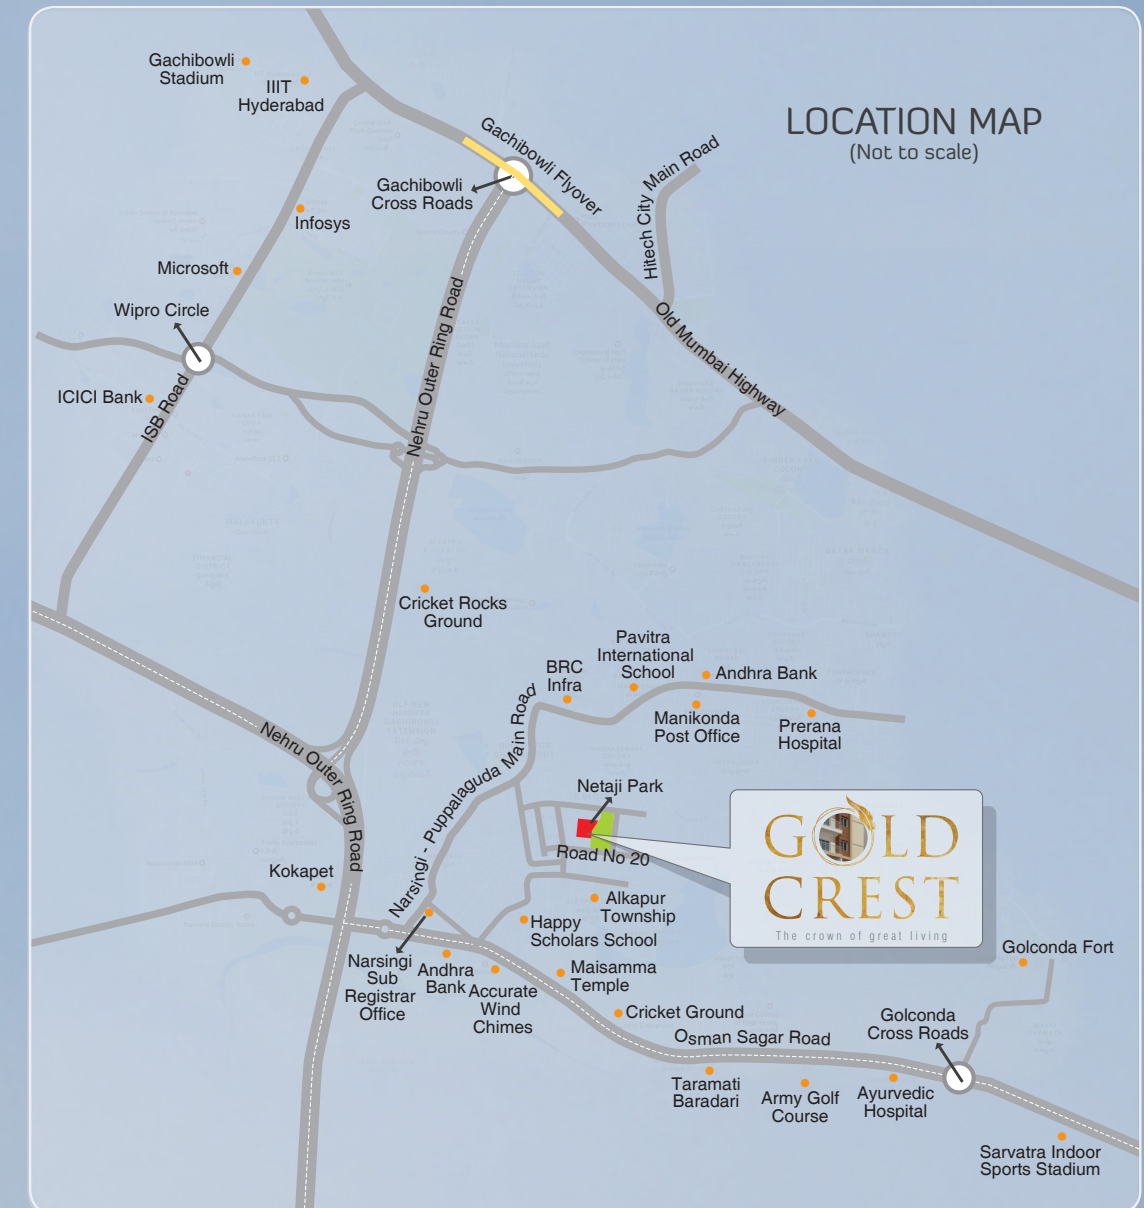 LOCATION MAP
(Not to scale)
Gachibowli
Stadium
IIIT
Hyderabad
Gachibowli Flyover
Gachibowli
Cross Roads
Hitech City Main Road
Infosys
Microsoft
Wipro Circle
Nehru Outer Ring Road
Old Mumbai Highway
ICICI Bank
ISB Road
Cricket Rocks
Ground
Pavitra
International
School
BRC
Infra
Andhra Bank
Manikonda
Post Office
Prerana
Hospital
Nehru Outer Ring Road
Narsingi - Puppalaguda Main Road
Netaji Park
Road No 20
GOLD
CREST
The crown of great living
Kokapet
Alkapur
Township
Happy
Scholars School
Narsingi
Sub
Registrar
Office
Andhra
Bank
Accurate
Wind
Chimes
Maisamma
Temple
Cricket Ground
Golconda Fort
Golconda
Cross Roads
Osman Sagar Road
Taramati
Baradari
Army Golf
Course
Ayurvedic
Hospital
Sarvatra Indoor
Sports Stadium